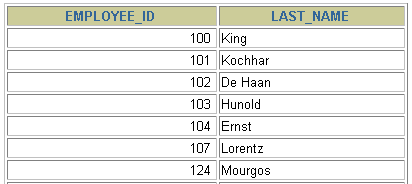 EMPLOYEE_ID LAST_NAME
100 King
101 Kochhar
102 De Haan
103 Hunold
104 Ernst
107 Lorentz
124 Mourgos